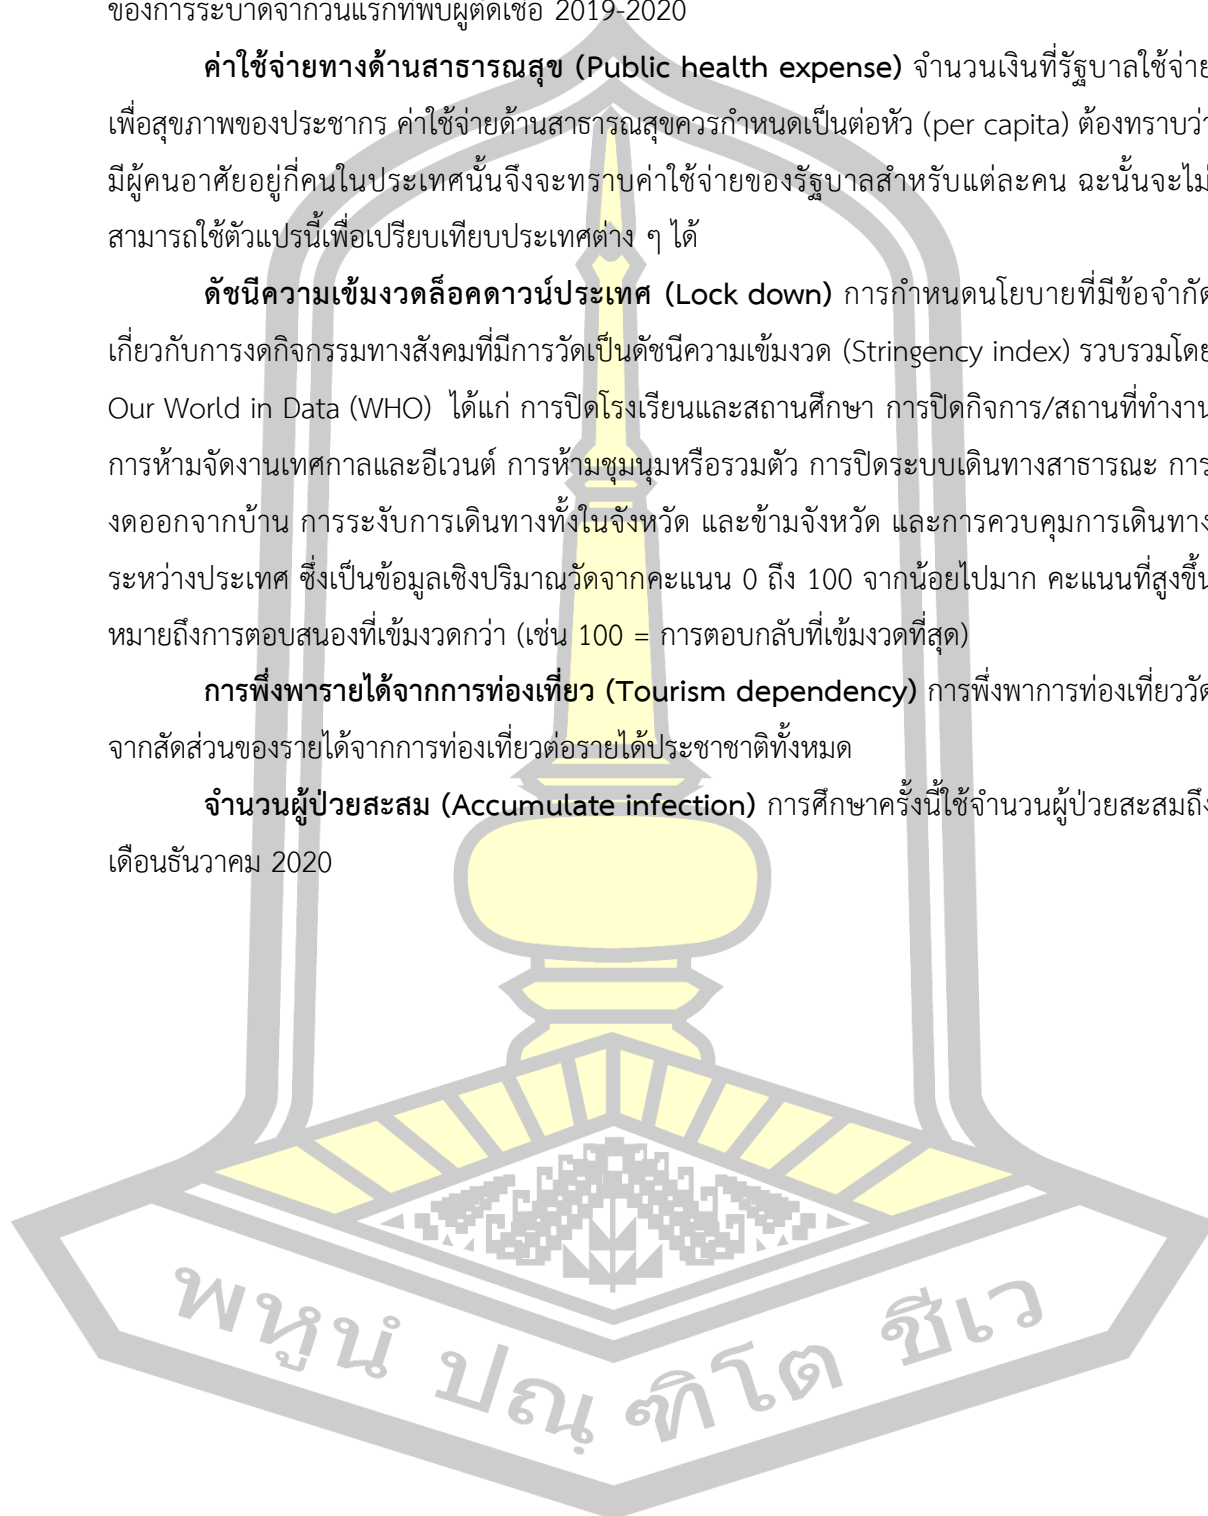 ของการระบาดจากวันแรกที่พบผู้ติดเชื้อ 2019-2020
ค่าใช้จ่ายทางด้านสาธารณสุข (Public health expense) จำนวนเงินที่รัฐบาลใช้จ่าย
เพื่อสุขภาพของประชากร ค่าใช้จ่ายด้านสาธารณสุขควรกำหนดเป็นต่อหัว (per capita) ต้องทราบว่า
มีผู้คนอาศัยอยู่กี่คนในประเทศนั้นจึงจะทราบค่าใช้จ่ายของรัฐบาลสำหรับแต่ละคน ฉะนั้นจะไม่
สามารถใช้ตัวแปรนี้เพื่อเปรียบเทียบประเทศต่าง ๆ ได้
ดัชนีความเข้มงวดล็อคดาวน์ประเทศ (Lock down) การกำหนดนโยบายที่มีข้อจำกัด
เกี่ยวกับการงดกิจกรรมทางสังคมที่มีการวัดเป็นดัชนีความเข้มงวด (Stringency index) รวบรวมโดย
Our World in Data (WHO) ได้แก่ การปิดโรงเรียนและสถานศึกษา การปิดกิจการ/สถานที่ทำงาน
การห้ามจัดงานเทศกาลและอีเวนต์ การห้ามชุมนุมหรือรวมตัว การปิดระบบเดินทางสาธารณะ การ
งดออกจากบ้าน การระงับการเดินทางทั้งในจังหวัด และข้ามจังหวัด และการควบคุมการเดินทาง
ระหว่างประเทศ ซึ่งเป็นข้อมูลเชิงปริมาณวัดจากคะแนน 0 ถึง 100 จากน้อยไปมาก คะแนนที่สูงขึ้น
หมายถึงการตอบสนองที่เข้มงวดกว่า (เช่น 100 = การตอบกลับที่เข้มงวดที่สุด)
การพึ่งพารายได้จากการท่องเที่ยว (Tourism dependency) การพึ่งพาการท่องเที่ยววัด
จากสัดส่วนของรายได้จากการท่องเที่ยวต่อรายได้ประชาชาติทั้งหมด
จำนวนผู้ป่วยสะสม (Accumulate infection) การศึกษาครั้งนี้ใช้จำนวนผู้ป่วยสะสมถึง
เดือนธันวาคม 2020
พหูนํ ปณฺ ฑิโต ชีเว